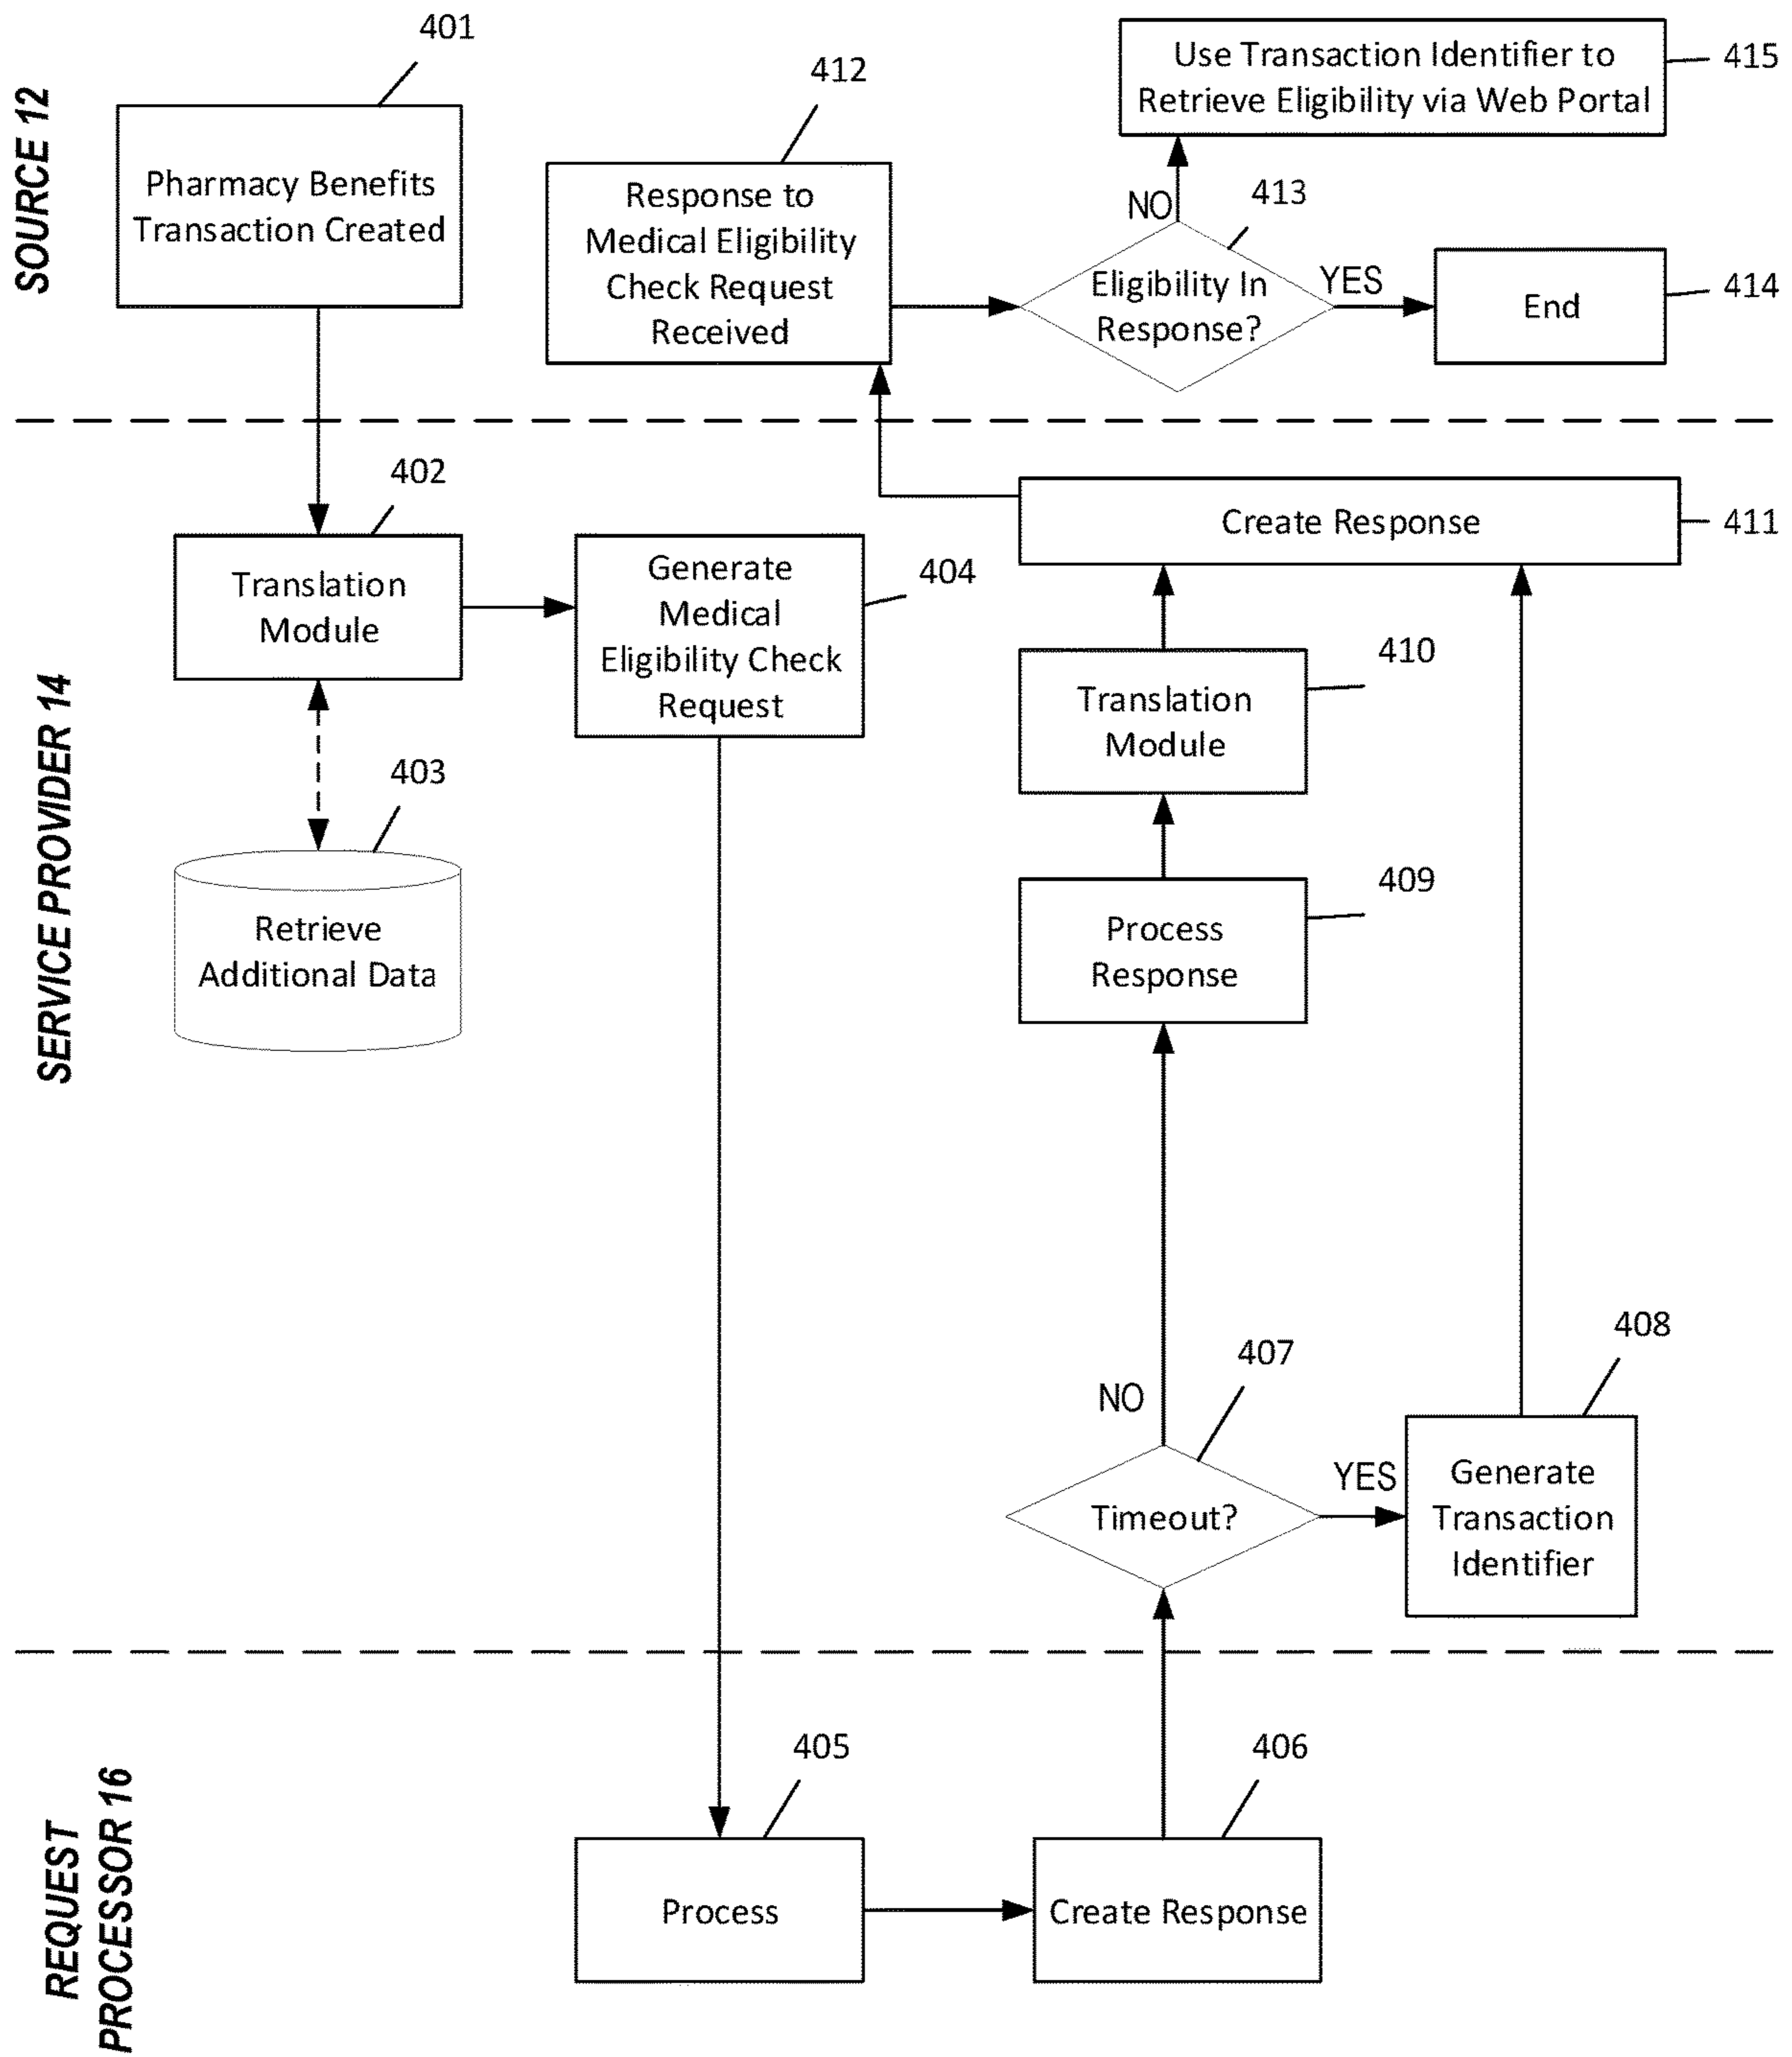 SOURCE 12
401
Pharmacy Benefits
Transaction Created
412
Response to
Medical Eligibility
Check Request
Received
Use Transaction Identifier to
Retrieve Eligibility via Web Portal
415
NO
413
Eligibility In
Response?
YES
End
414
SERVICE PROVIDER 14
402
Translation
Module
403
Retrieve
Additional Data
Generate
Medical
Eligibility Check
Request
404
Create Response
411
410
Translation
Module
409
Process
Response
NO
407
Timeout?
YES
408
Generate
Transaction
Identifier
REQUEST
PROCESSOR 16
405
Process
406
Create Response